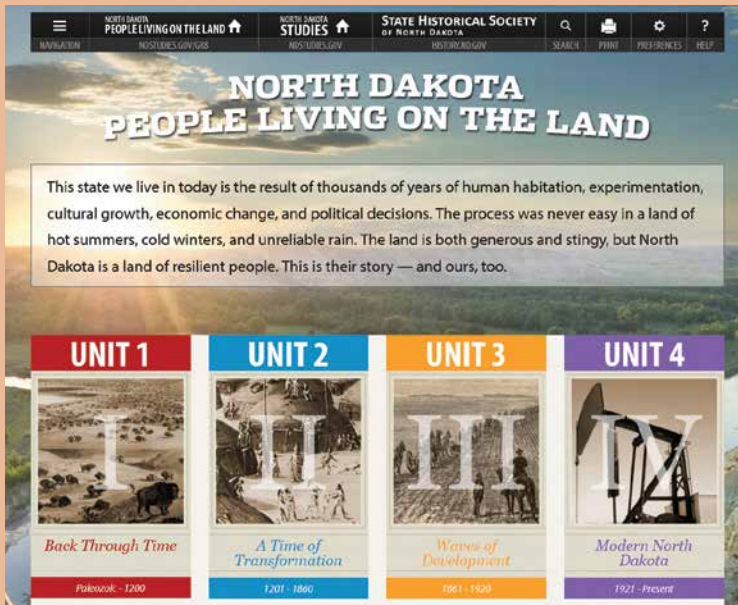 NORTH DAKOTA
PEOPLE LIVING ON THE LAND
NORTH DAKOTA
STUDIES
STATE HISTORICAL SOCIETY
OF NORTH DAKOTA
?
NAVIGATION
NDSTUDIES.GOV/GR8
NDSTUDIES.GOV
HISTORY.ND.GOV
SEARCH
PRINT
PREFERENCES
HELP
NORTH DAKOTA
PEOPLE LIVING ON THE LAND
This state we live in today is the result of thousands of years of human habitation, experimentation,
cultural growth, economic change, and political decisions. The process was never easy in a land of
hot summers, cold winters, and unreliable rain. The land is both generous and stingy, but North
Dakota is a land of resilient people. This is their story — and ours, too.
UNIT 1
I
Back Through Time
Paleozoic - 1200
UNIT 2
II
A Time of
Transformation
1201 - 1860
UNIT 3
III
Waves of
Development
1861 - 1920
UNIT 4
IV
Modern North
Dakota
1921 - Present